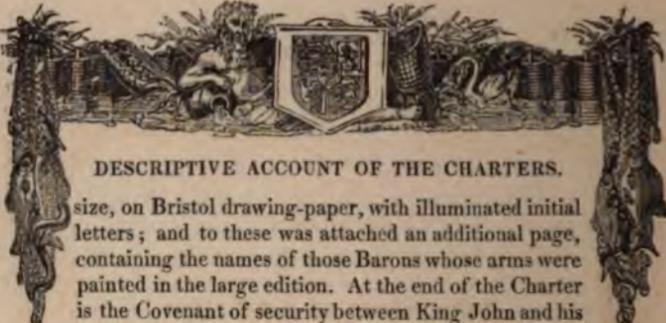 DESCRIPTIVE ACCOUNT OF THE CHARTERS.
size, on Bristol drawing-paper, with illuminated initial
letters; and to these was attached an additional page,
containing the names of those Barons whose arms were
painted in the large edition. At the end of the Charter
is the Covenant of security between King John and his